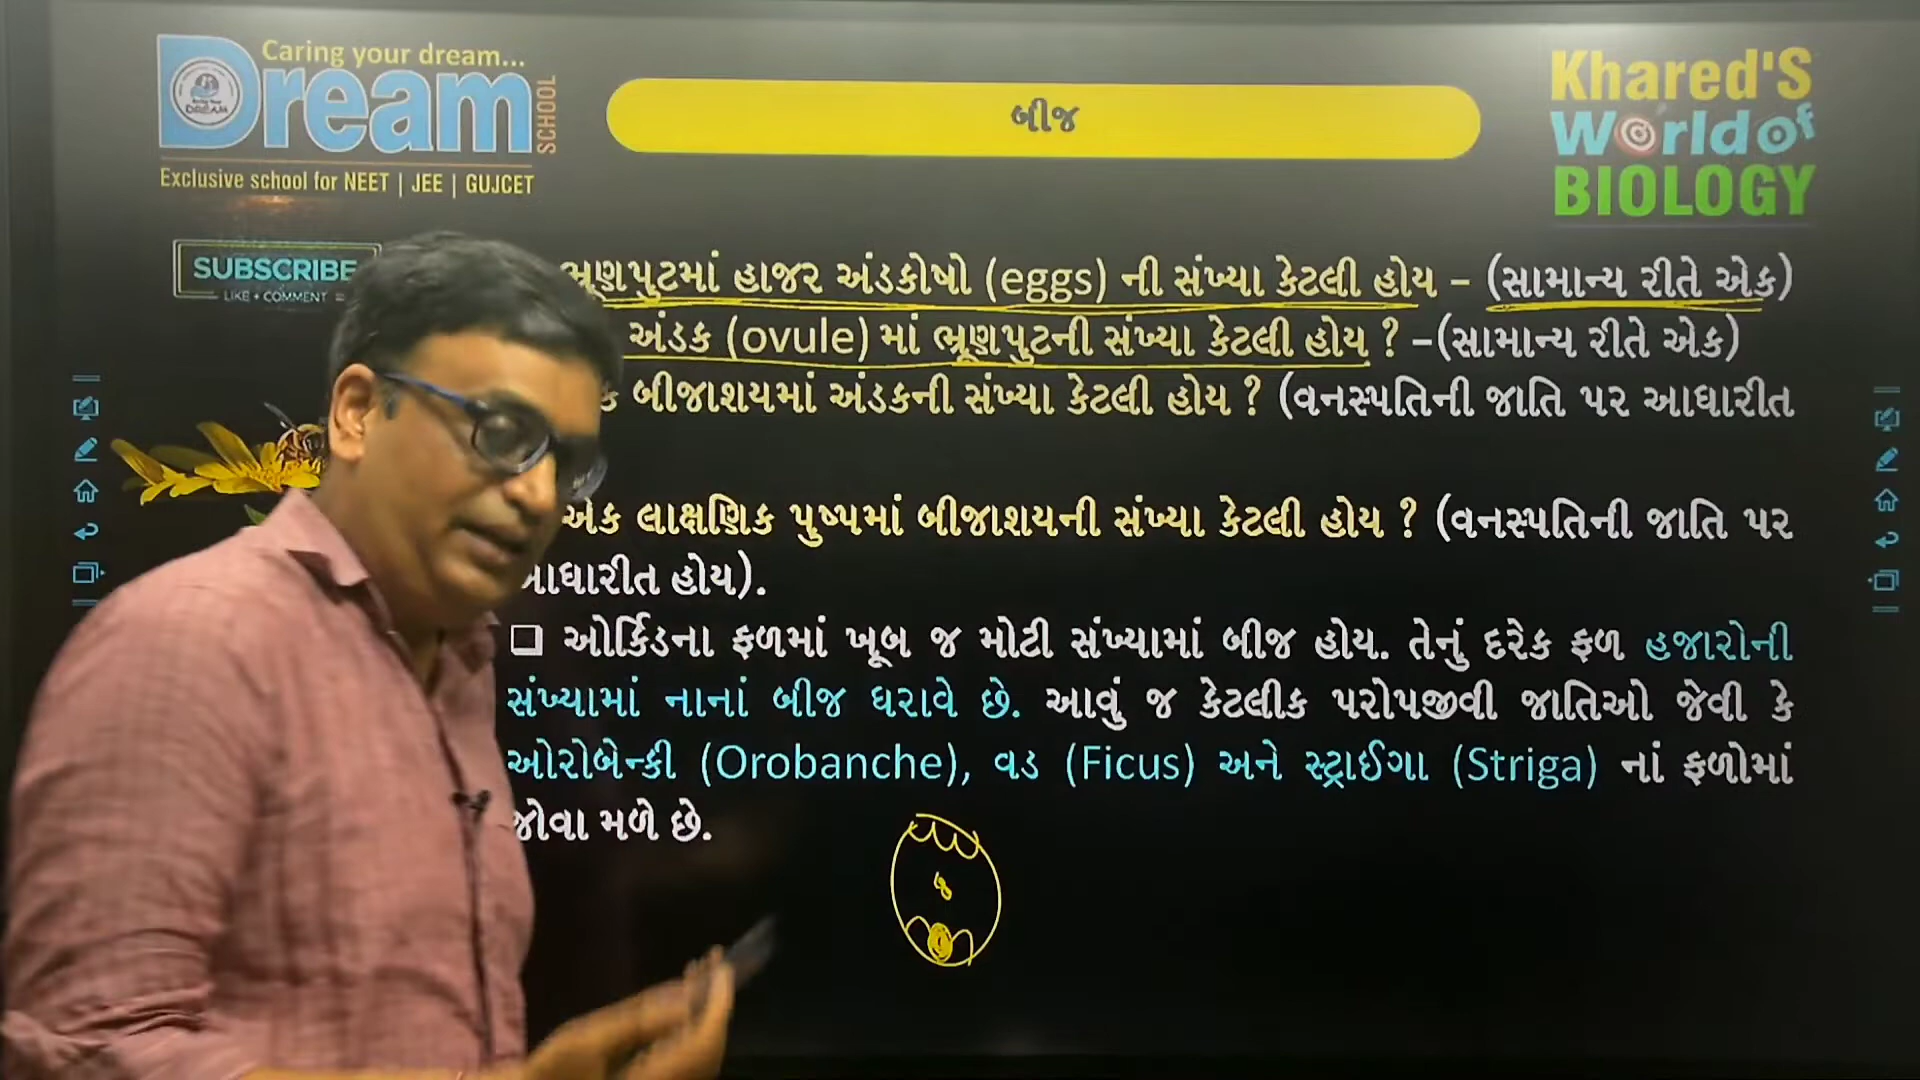 Caring your dream...
Dream SCHOOL
Exclusive school for NEET | JEE | GUJCET
બીજ
Khared'S
World of
BIOLOGY
SUBSCRIBE
LIKE + COMMENT
ભ્રૂણપુટમાં હાજર અંડકોષો (eggs) ની સંખ્યા કેટલી હોય – (સામાન્ય રીતે એક)
અંડક (ovule) માં ભ્રૂણપુટની સંખ્યા કેટલી હોય ? –(સામાન્ય રીતે એક)
બીજાશયમાં અંડકની સંખ્યા કેટલી હોય ? (વનસ્પતિની જાતિ પર આધારીત
એક લાક્ષણિક પુષ્પમાં બીજાશયની સંખ્યા કેટલી હોય ? (વનસ્પતિની જાતિ પર
આધારીત હોય).
❑ ઓર્કિડના ફળમાં ખૂબ જ મોટી સંખ્યામાં બીજ હોય. તેનું દરેક ફળ હજારોની
સંખ્યામાં નાનાં બીજ ધરાવે છે. આવું જ કેટલીક પરોપજીવી જાતિઓ જેવી કે
ઓરોબેન્કી (Orobanche), વડ (Ficus) અને સ્ટ્રાઈગા (Striga) નાં ફળોમાં
જોવા મળે છે.